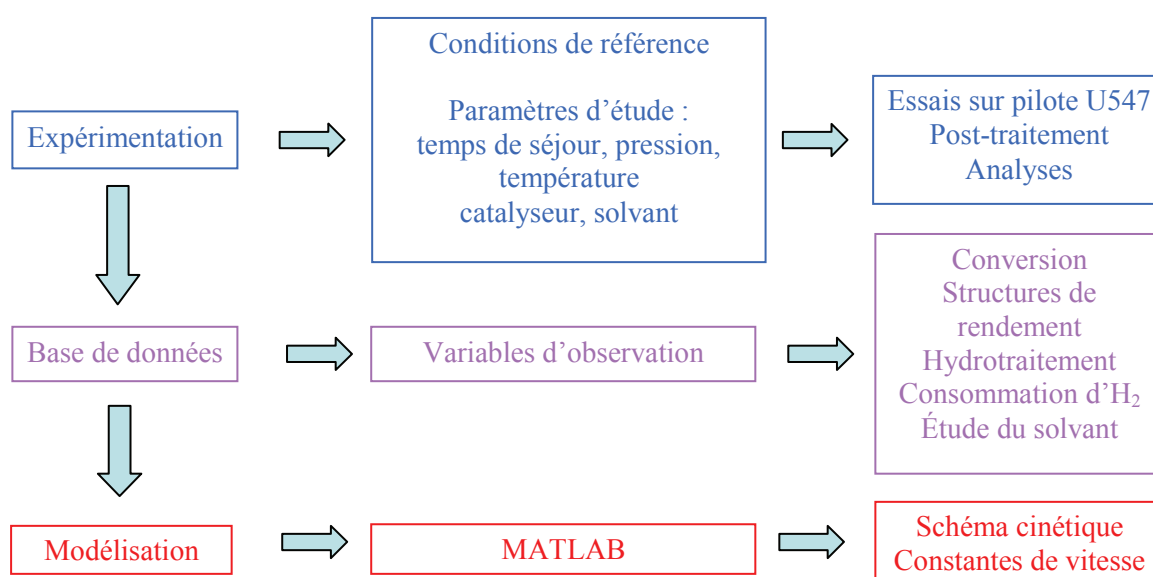 Expérimentation
Conditions de référence
Paramètres d’étude :
temps de séjour, pression,
température
catalyseur, solvant
Essais sur pilote U547
Post-traitement
Analyses
Base de données
Variables d’observation
Conversion
Structures de
rendement
Hydrotraitement
Consommation d’H₂
Étude du solvant
Modélisation
MATLAB
Schéma cinétique
Constantes de vitesse